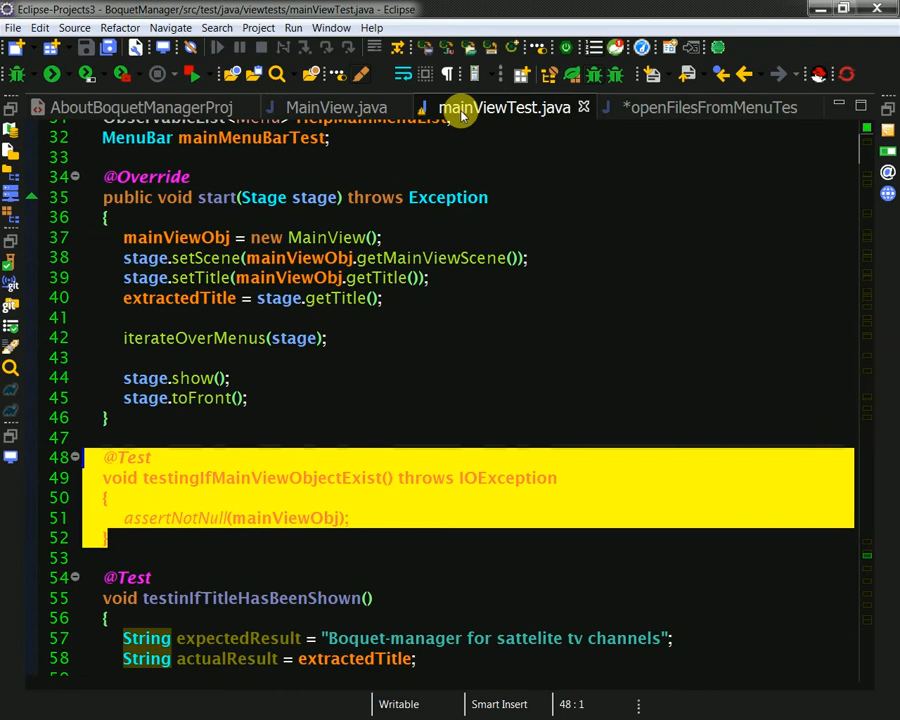 Eclipse-Projects3 - BoquetManager/src/test/java/viewtests/mainViewTest.java - Eclipse
File Edit Source Refactor Navigate Search Project Run Window Help
AboutBoquetManagerProj MainView.java mainViewTest.java *openFilesFromMenuTes
31 ObservableList<Menu> HelpMainMenuList;
32 MenuBar mainMenuBarTest;
33
34 @Override
35 public void start(Stage stage) throws Exception
36 {
37 mainViewObj = new MainView();
38 stage.setScene(mainViewObj.getMainViewScene());
39 stage.setTitle(mainViewObj.getTitle());
40 extractedTitle = stage.getTitle();
41
42 iterateOverMenus(stage);
43
44 stage.show();
45 stage.toFront();
46 }
47
48 @Test
49 void testingIfMainViewObjectExist() throws IOException
50 {
51 assertNotNull(mainViewObj);
52 }
53
54 @Test
55 void testinIfTitleHasBeenShown()
56 {
57 String expectedResult = "Boquet-manager for sattelite tv channels";
58 String actualResult = extractedTitle;
Writable Smart Insert 48 : 1